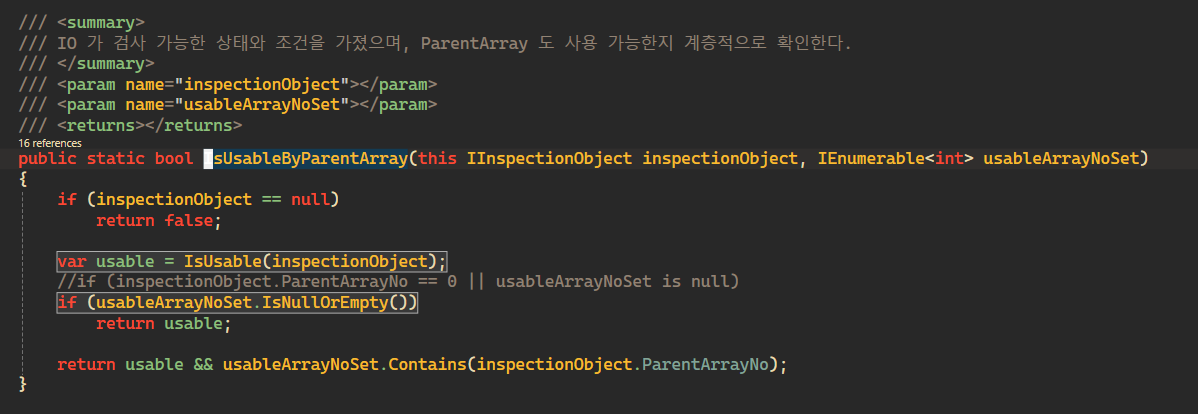 /// <summary>
/// IO 가 검사 가능한 상태와 조건을 가졌으며, ParentArray 도 사용 가능한지 계층적으로 확인한다.
/// </summary>
/// <param name="inspectionObject"></param>
/// <param name="usableArrayNoSet"></param>
/// <returns></returns>
16 references
public static bool IsUsableByParentArray(this IInspectionObject inspectionObject, IEnumerable<int> usableArrayNoSet)
{
    if (inspectionObject == null)
        return false;

    var usable = IsUsable(inspectionObject);
    //if (inspectionObject.ParentArrayNo == 0 || usableArrayNoSet is null)
    if (usableArrayNoSet.IsNullOrEmpty())
        return usable;

    return usable && usableArrayNoSet.Contains(inspectionObject.ParentArrayNo);
}